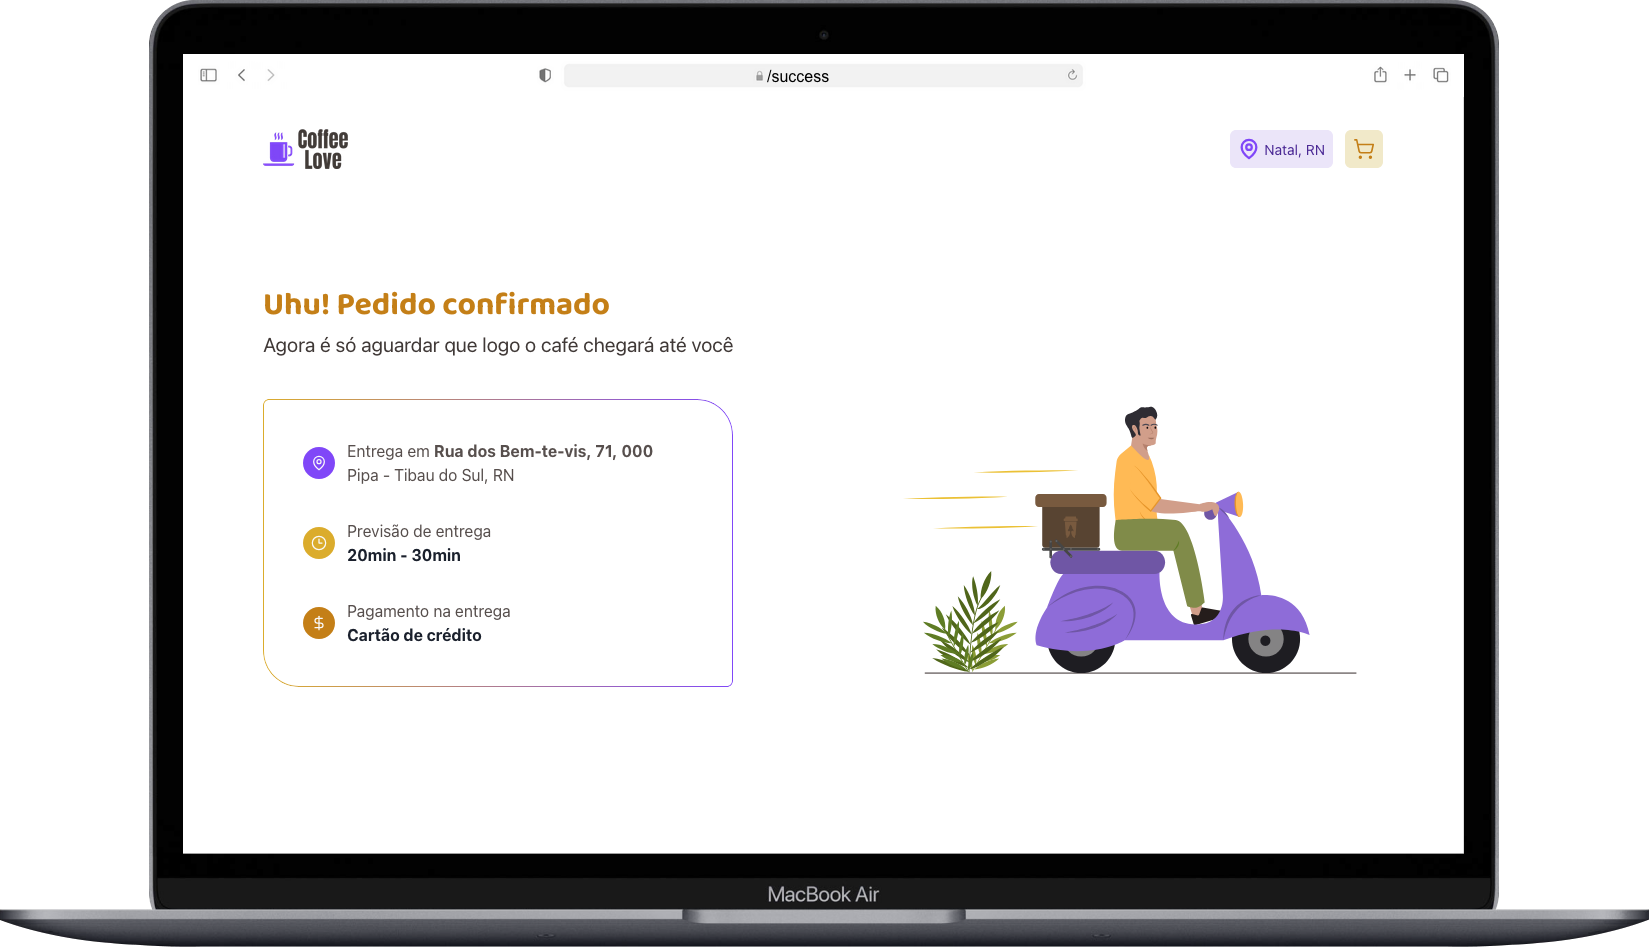 /success
Coffee
Love
Natal, RN
Uhu! Pedido confirmado
Agora é só aguardar que logo o café chegará até você
Entrega em Rua dos Bem-te-vis, 71, 000
Pipa - Tibau do Sul, RN
Previsão de entrega
20min - 30min
Pagamento na entrega
Cartão de crédito
MacBook Air